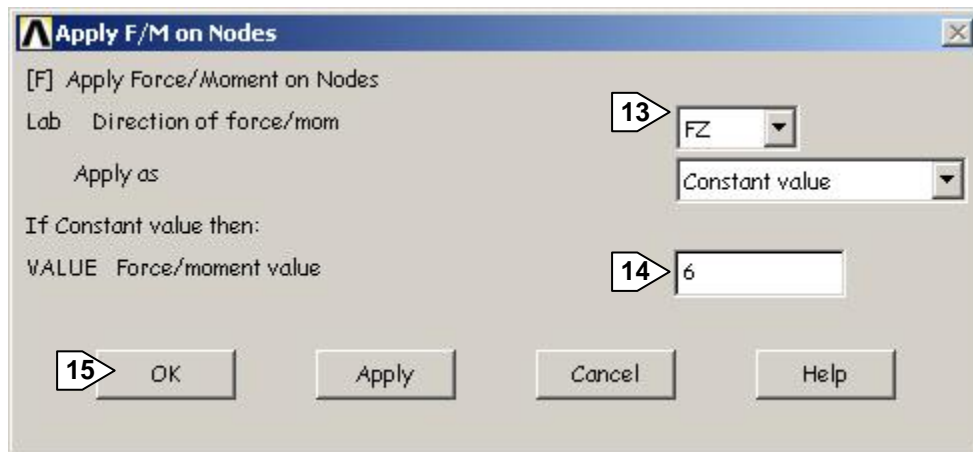 Apply F/M on Nodes
[F] Apply Force/Moment on Nodes
Lab Direction of force/mom 13 FZ
Apply as Constant value
If Constant value then:
VALUE Force/moment value 14 6
15 OK Apply Cancel Help